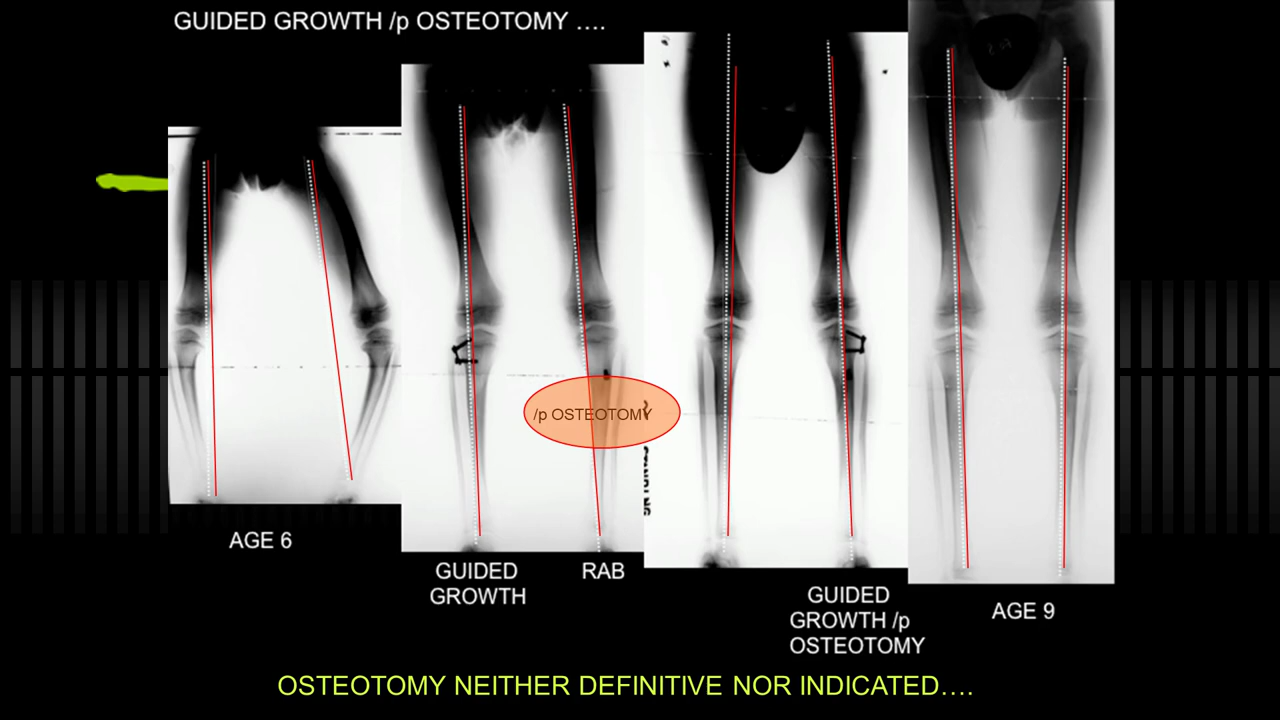 GUIDED GROWTH /p OSTEOTOMY ....
/p OSTEOTOMY
AGE 6
GUIDED
GROWTH
RAB
GUIDED
GROWTH /p
OSTEOTOMY
AGE 9
OSTEOTOMY NEITHER DEFINITIVE NOR INDICATED....